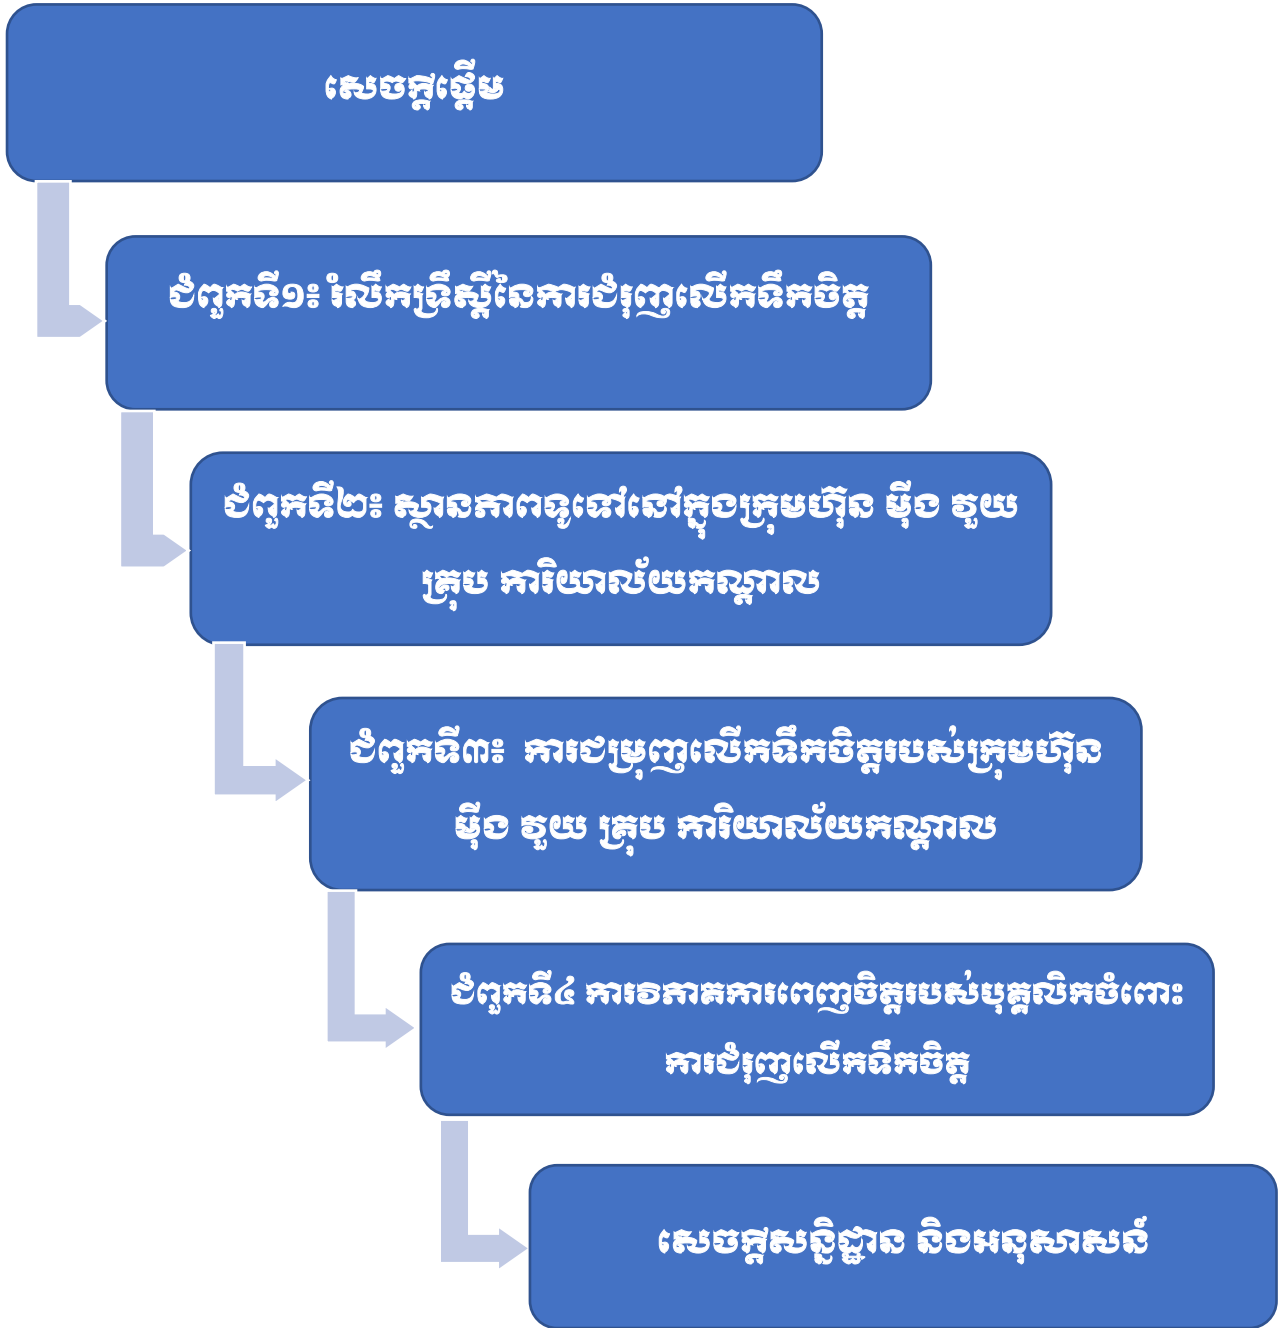 សេចក្តីផ្តើម
ជំពូកទី១៖ រំលឹកទ្រឹស្តីនៃការជំរុញលើកទឹកចិត្ត
ជំពូកទី២៖ ស្ថានភាពទូទៅនៅក្នុងក្រុមហ៊ុន ម៉ីង វួយ
គ្រុប ការិយាល័យកណ្តាល
ជំពូកទី៣៖ ការជម្រុញលើកទឹកចិត្តរបស់ក្រុមហ៊ុន
ម៉ីង វួយ គ្រុប ការិយាល័យកណ្តាល
ជំពូកទី៤ ការវិភាគការពេញចិត្តរបស់បុគ្គលិកចំពោះ
ការជំរុញលើកទឹកចិត្ត
សេចក្តីសន្និដ្ឋាន និងអនុសាសន៍